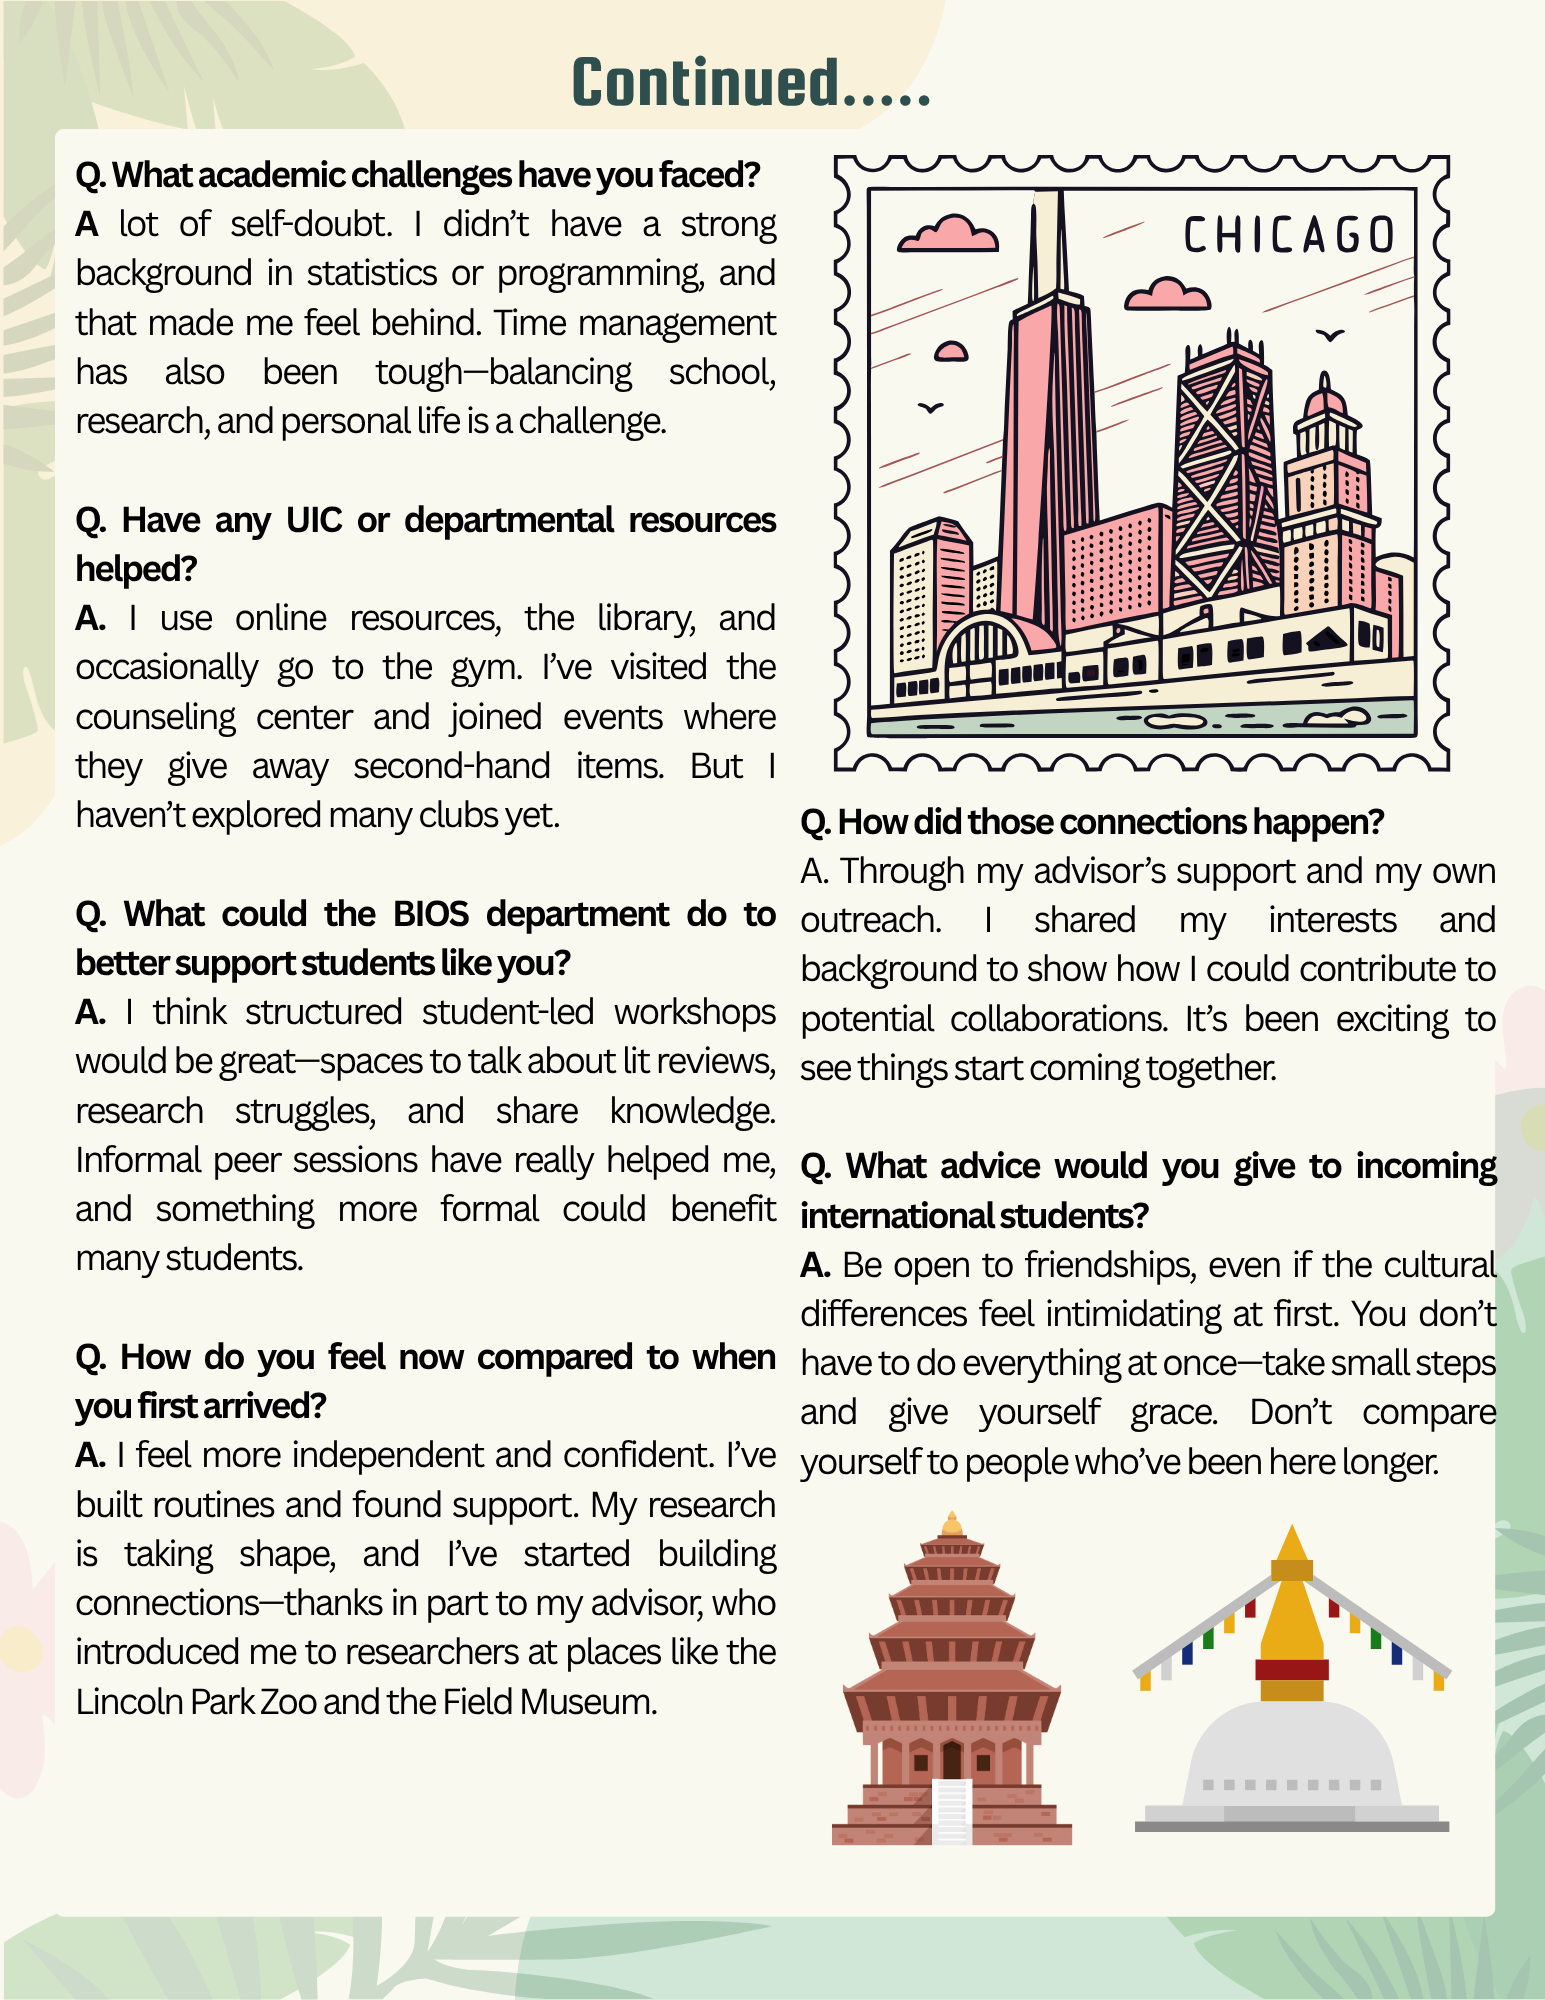 Continued.....
Q. What academic challenges have you faced?
A lot of self-doubt. I didn’t have a strong
background in statistics or programming, and
that made me feel behind. Time management
has also been tough—balancing school,
research, and personal life is a challenge.
Q. Have any UIC or departmental resources
helped?
A. I use online resources, the library, and
occasionally go to the gym. I’ve visited the
counseling center and joined events where
they give away second-hand items. But I
haven’t explored many clubs yet.
Q. What could the BIOS department do to
better support students like you?
A. I think structured student-led workshops
would be great—spaces to talk about lit reviews,
research struggles, and share knowledge.
Informal peer sessions have really helped me,
and something more formal could benefit
many students.
Q. How do you feel now compared to when
you first arrived?
A. I feel more independent and confident. I’ve
built routines and found support. My research
is taking shape, and I’ve started building
connections—thanks in part to my advisor, who
introduced me to researchers at places like the
Lincoln Park Zoo and the Field Museum.
CHICAGO
Q. How did those connections happen?
A. Through my advisor’s support and my own
outreach. I shared my interests and
background to show how I could contribute to
potential collaborations. It’s been exciting to
see things start coming together.
Q. What advice would you give to incoming
international students?
A. Be open to friendships, even if the cultural
differences feel intimidating at first. You don’t
have to do everything at once—take small steps
and give yourself grace. Don’t compare
yourself to people who’ve been here longer.